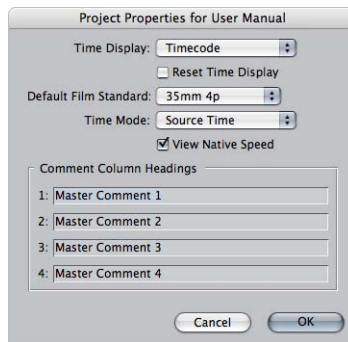 Project Properties for User Manual
Time Display: Timecode
Reset Time Display
Default Film Standard: 35mm 4p
Time Mode: Source Time
View Native Speed
Comment Column Headings
1: Master Comment 1
2: Master Comment 2
3: Master Comment 3
4: Master Comment 4
Cancel OK